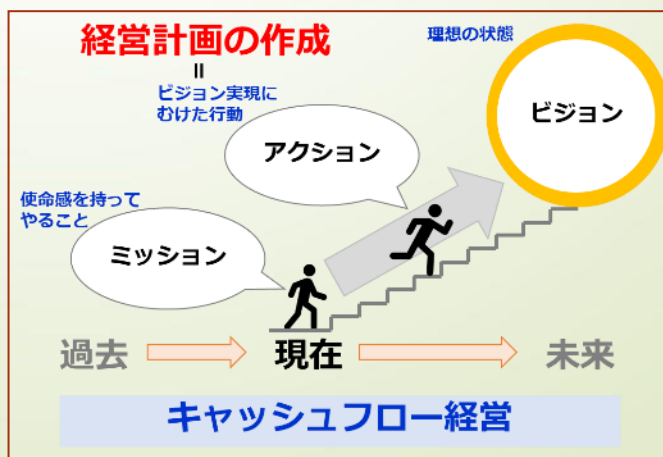 経営計画の作成
=
ビジョン実現に
むけた行動
理想の状態
ビジョン
アクション
使命感を持って
やること
ミッション
過去
現在
未来
キャッシュフロー経営